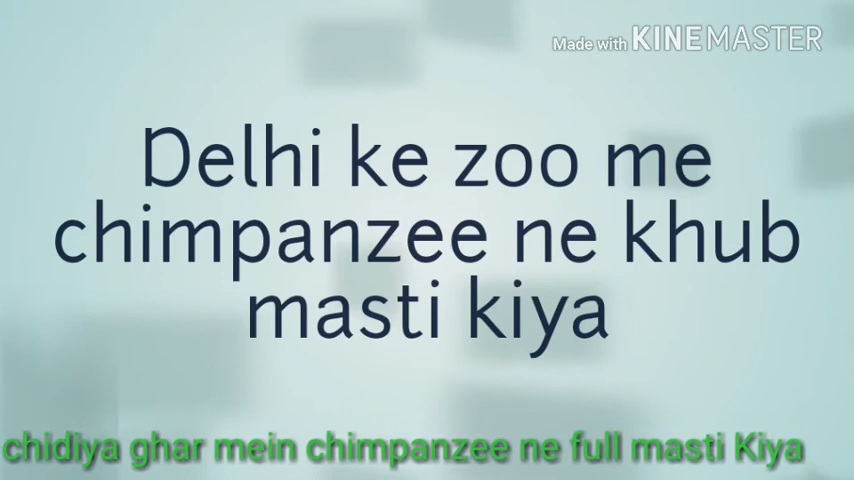 Made with KINEMASTER
Delhi ke zoo me
chimpanzee ne khub
masti kiya
chidiya ghar mein chimpanzee ne full masti Kiya